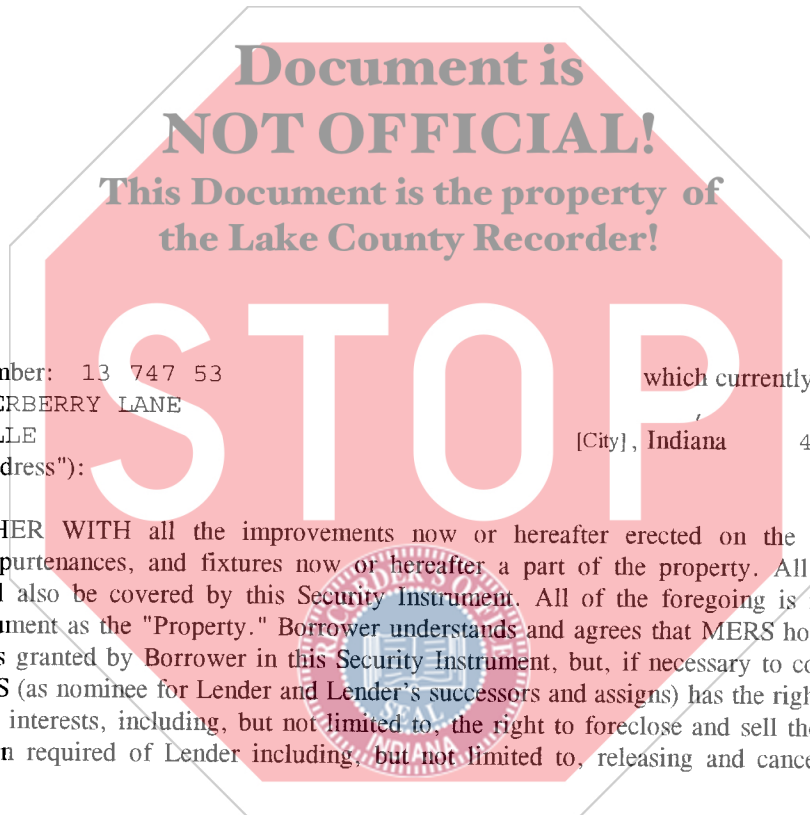 Document is
NOT OFFICIAL!
This Document is the property of
the Lake County Recorder!
STOP
mber: 13 747 53 which currently
ERBERRY LANE ,
LLE [City], Indiana 4
dress"):
HER WITH all the improvements now or hereafter erected on the
purtenances, and fixtures now or hereafter a part of the property. All
l also be covered by this Security Instrument. All of the foregoing is
ument as the "Property." Borrower understands and agrees that MERS ho
s granted by Borrower in this Security Instrument, but, if necessary to co
S (as nominee for Lender and Lender's successors and assigns) has the righ
interests, including, but not limited to, the right to foreclose and sell the
n required of Lender including, but not limited to, releasing and cance
RECORDER'S OFFICE
SEAL
INDIANA